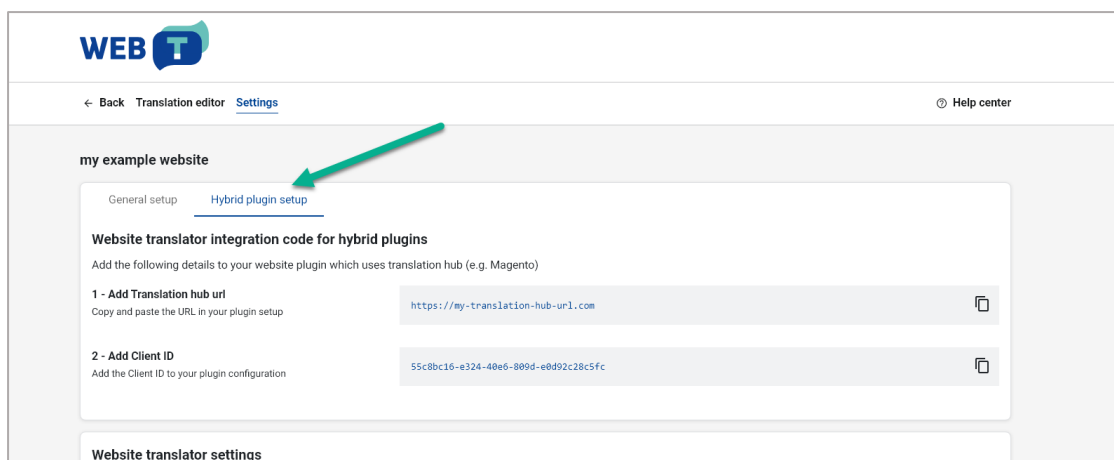 WEB T
← Back Translation editor Settings
Help center
my example website
General setup Hybrid plugin setup
Website translator integration code for hybrid plugins
Add the following details to your website plugin which uses translation hub (e.g. Magento)
1 - Add Translation hub url
Copy and paste the URL in your plugin setup
https://my-translation-hub-url.com
2 - Add Client ID
Add the Client ID to your plugin configuration
55c8bc16-e324-40e6-809d-e0d92c28c5fc
Website translator settings